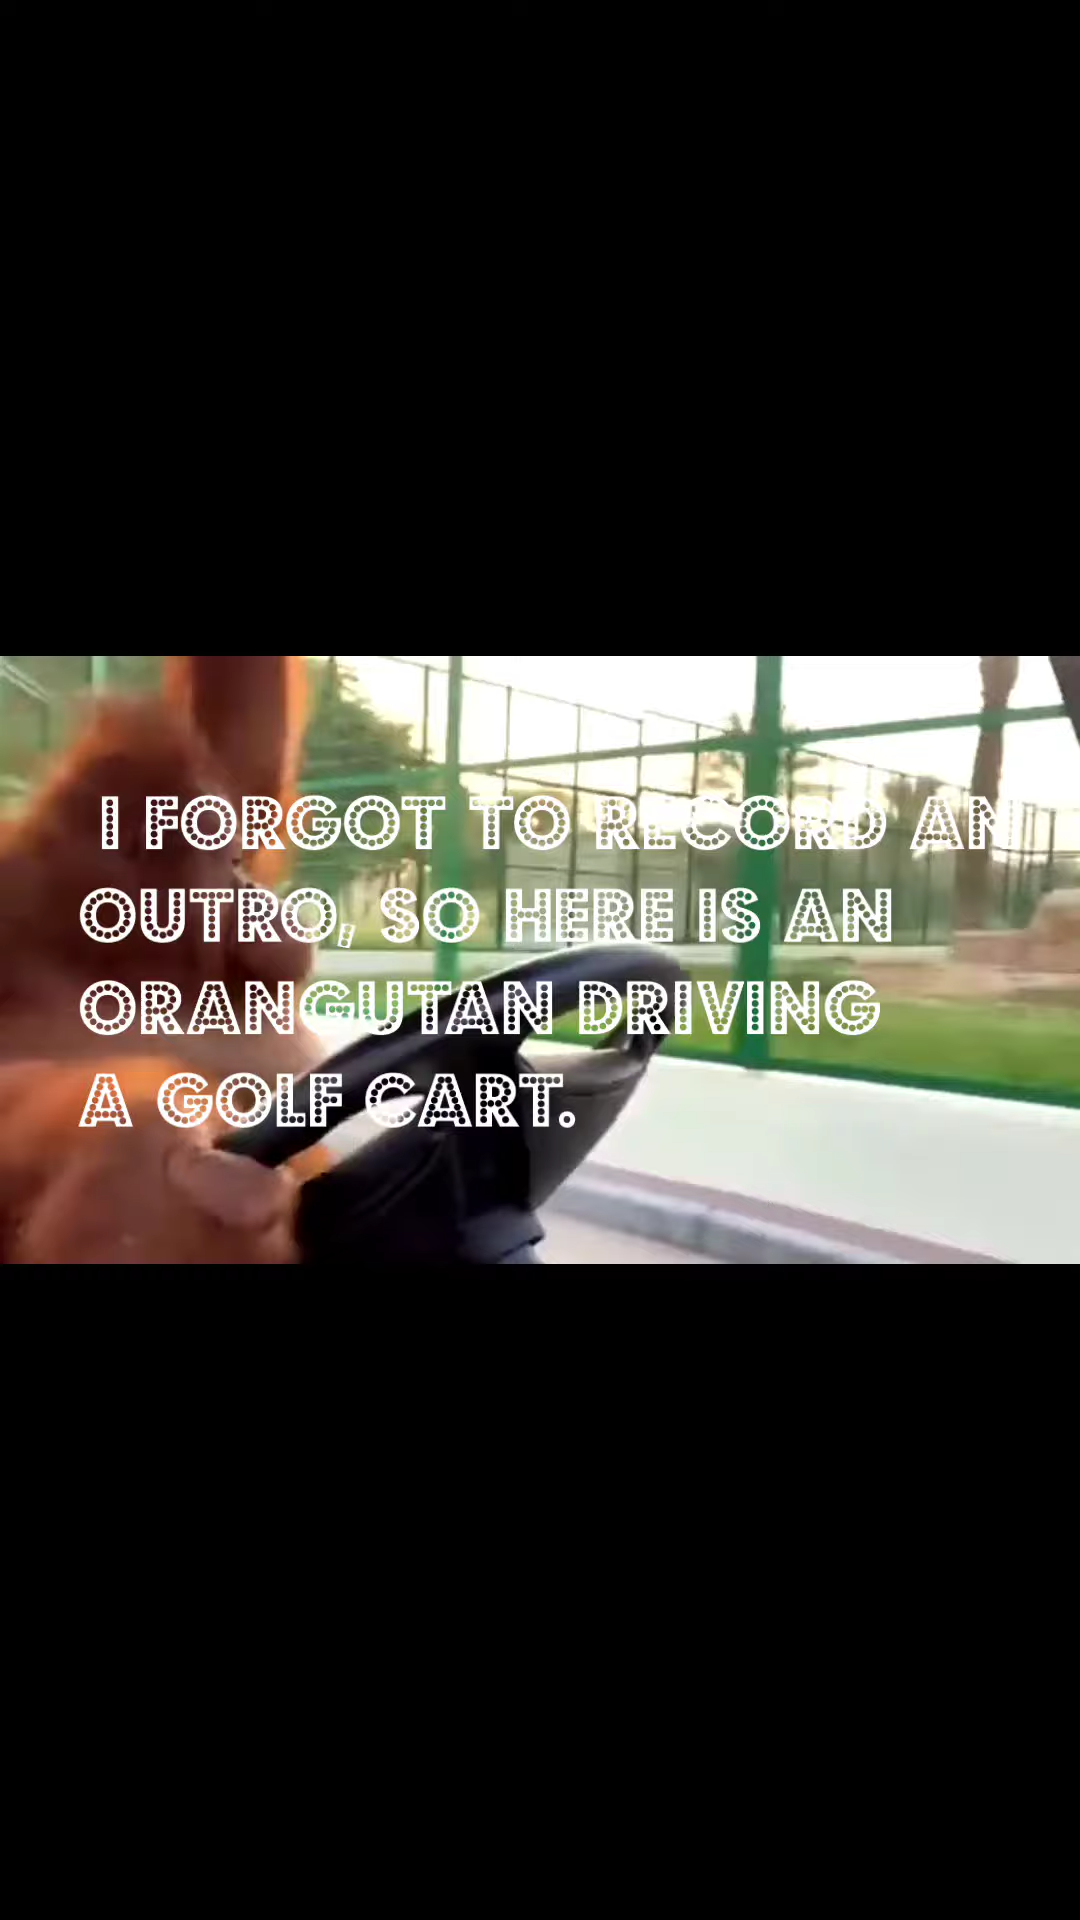 I FORGOT TO RECORD AN
OUTRO, SO HERE IS AN
ORANGUTAN DRIVING
A GOLF CART.